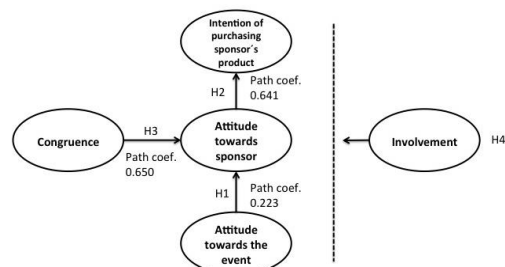 Intention of
purchasing
sponsor´s
product
H2
Path coef.
0.641
H3
Congruence
Attitude
towards
sponsor
Involvement
H4
Path coef.
0.650
H1
Path coef.
0.223
Attitude
towards the
event